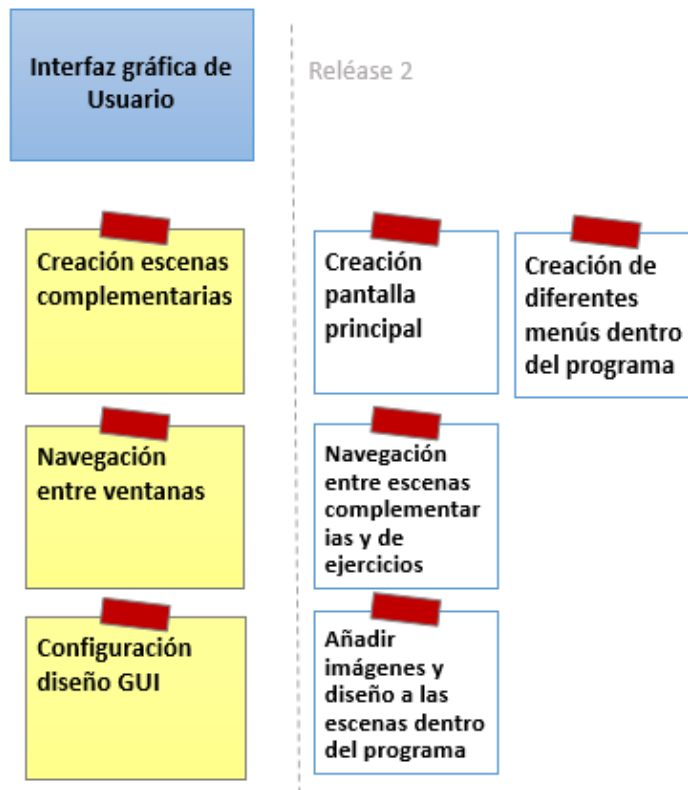 Interfaz gráfica de
Usuario
Reléase 2
Creación escenas
complementarias
Creación
pantalla
principal
Creación de
diferentes
menús dentro
del programa
Navegación
entre ventanas
Navegación
entre escenas
complementar
ias y de
ejercicios
Configuración
diseño GUI
Añadir
imágenes y
diseño a las
escenas dentro
del programa